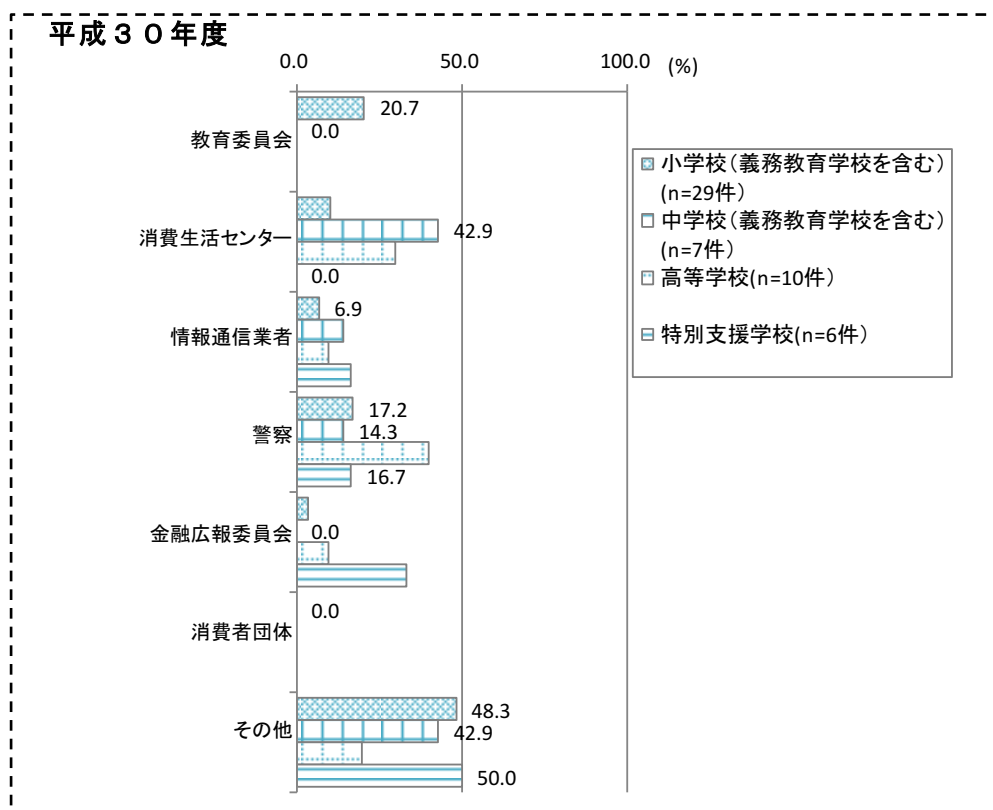 平成３０年度
0.0 50.0 100.0 (%)
教育委員会
20.7
0.0
消費生活センター
42.9
0.0
情報通信業者
6.9
警察
17.2
14.3
16.7
金融広報委員会
0.0
消費者団体
0.0
その他
48.3
42.9
50.0
小学校（義務教育学校を含む）
(n=29件）
中学校（義務教育学校を含む）
(n=7件）
高等学校(n=10件）
特別支援学校(n=6件）